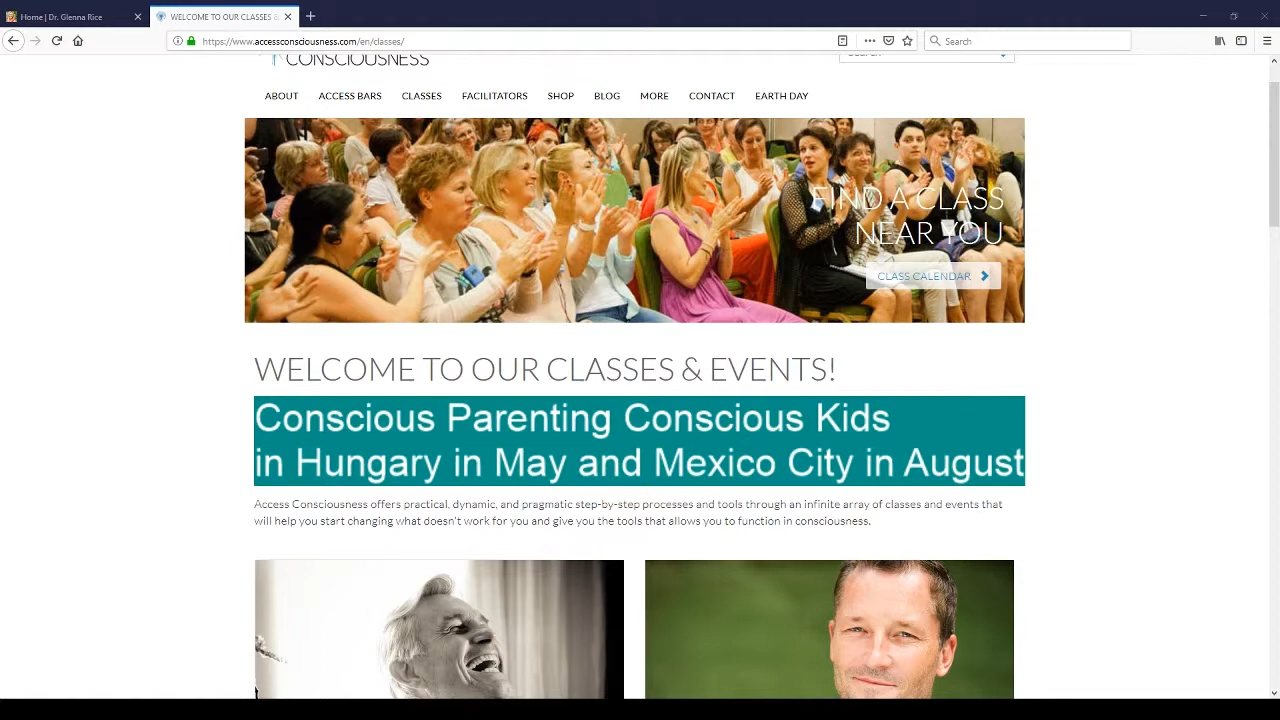 Home | Dr. Glenna Rice
WELCOME TO OUR CLASSES &
https://www.accessconsciousness.com/en/classes/
Search
CONSCIOUSNESS
ABOUT ACCESS BARS CLASSES FACILITATORS SHOP BLOG MORE CONTACT EARTH DAY
FIND A CLASS
NEAR YOU
CLASS CALENDAR
WELCOME TO OUR CLASSES & EVENTS!
Conscious Parenting Conscious Kids
in Hungary in May and Mexico City in August
Access Consciousness offers practical, dynamic, and pragmatic step-by-step processes and tools through an infinite array of classes and events that
will help you start changing what doesn't work for you and give you the tools that allows you to function in consciousness.